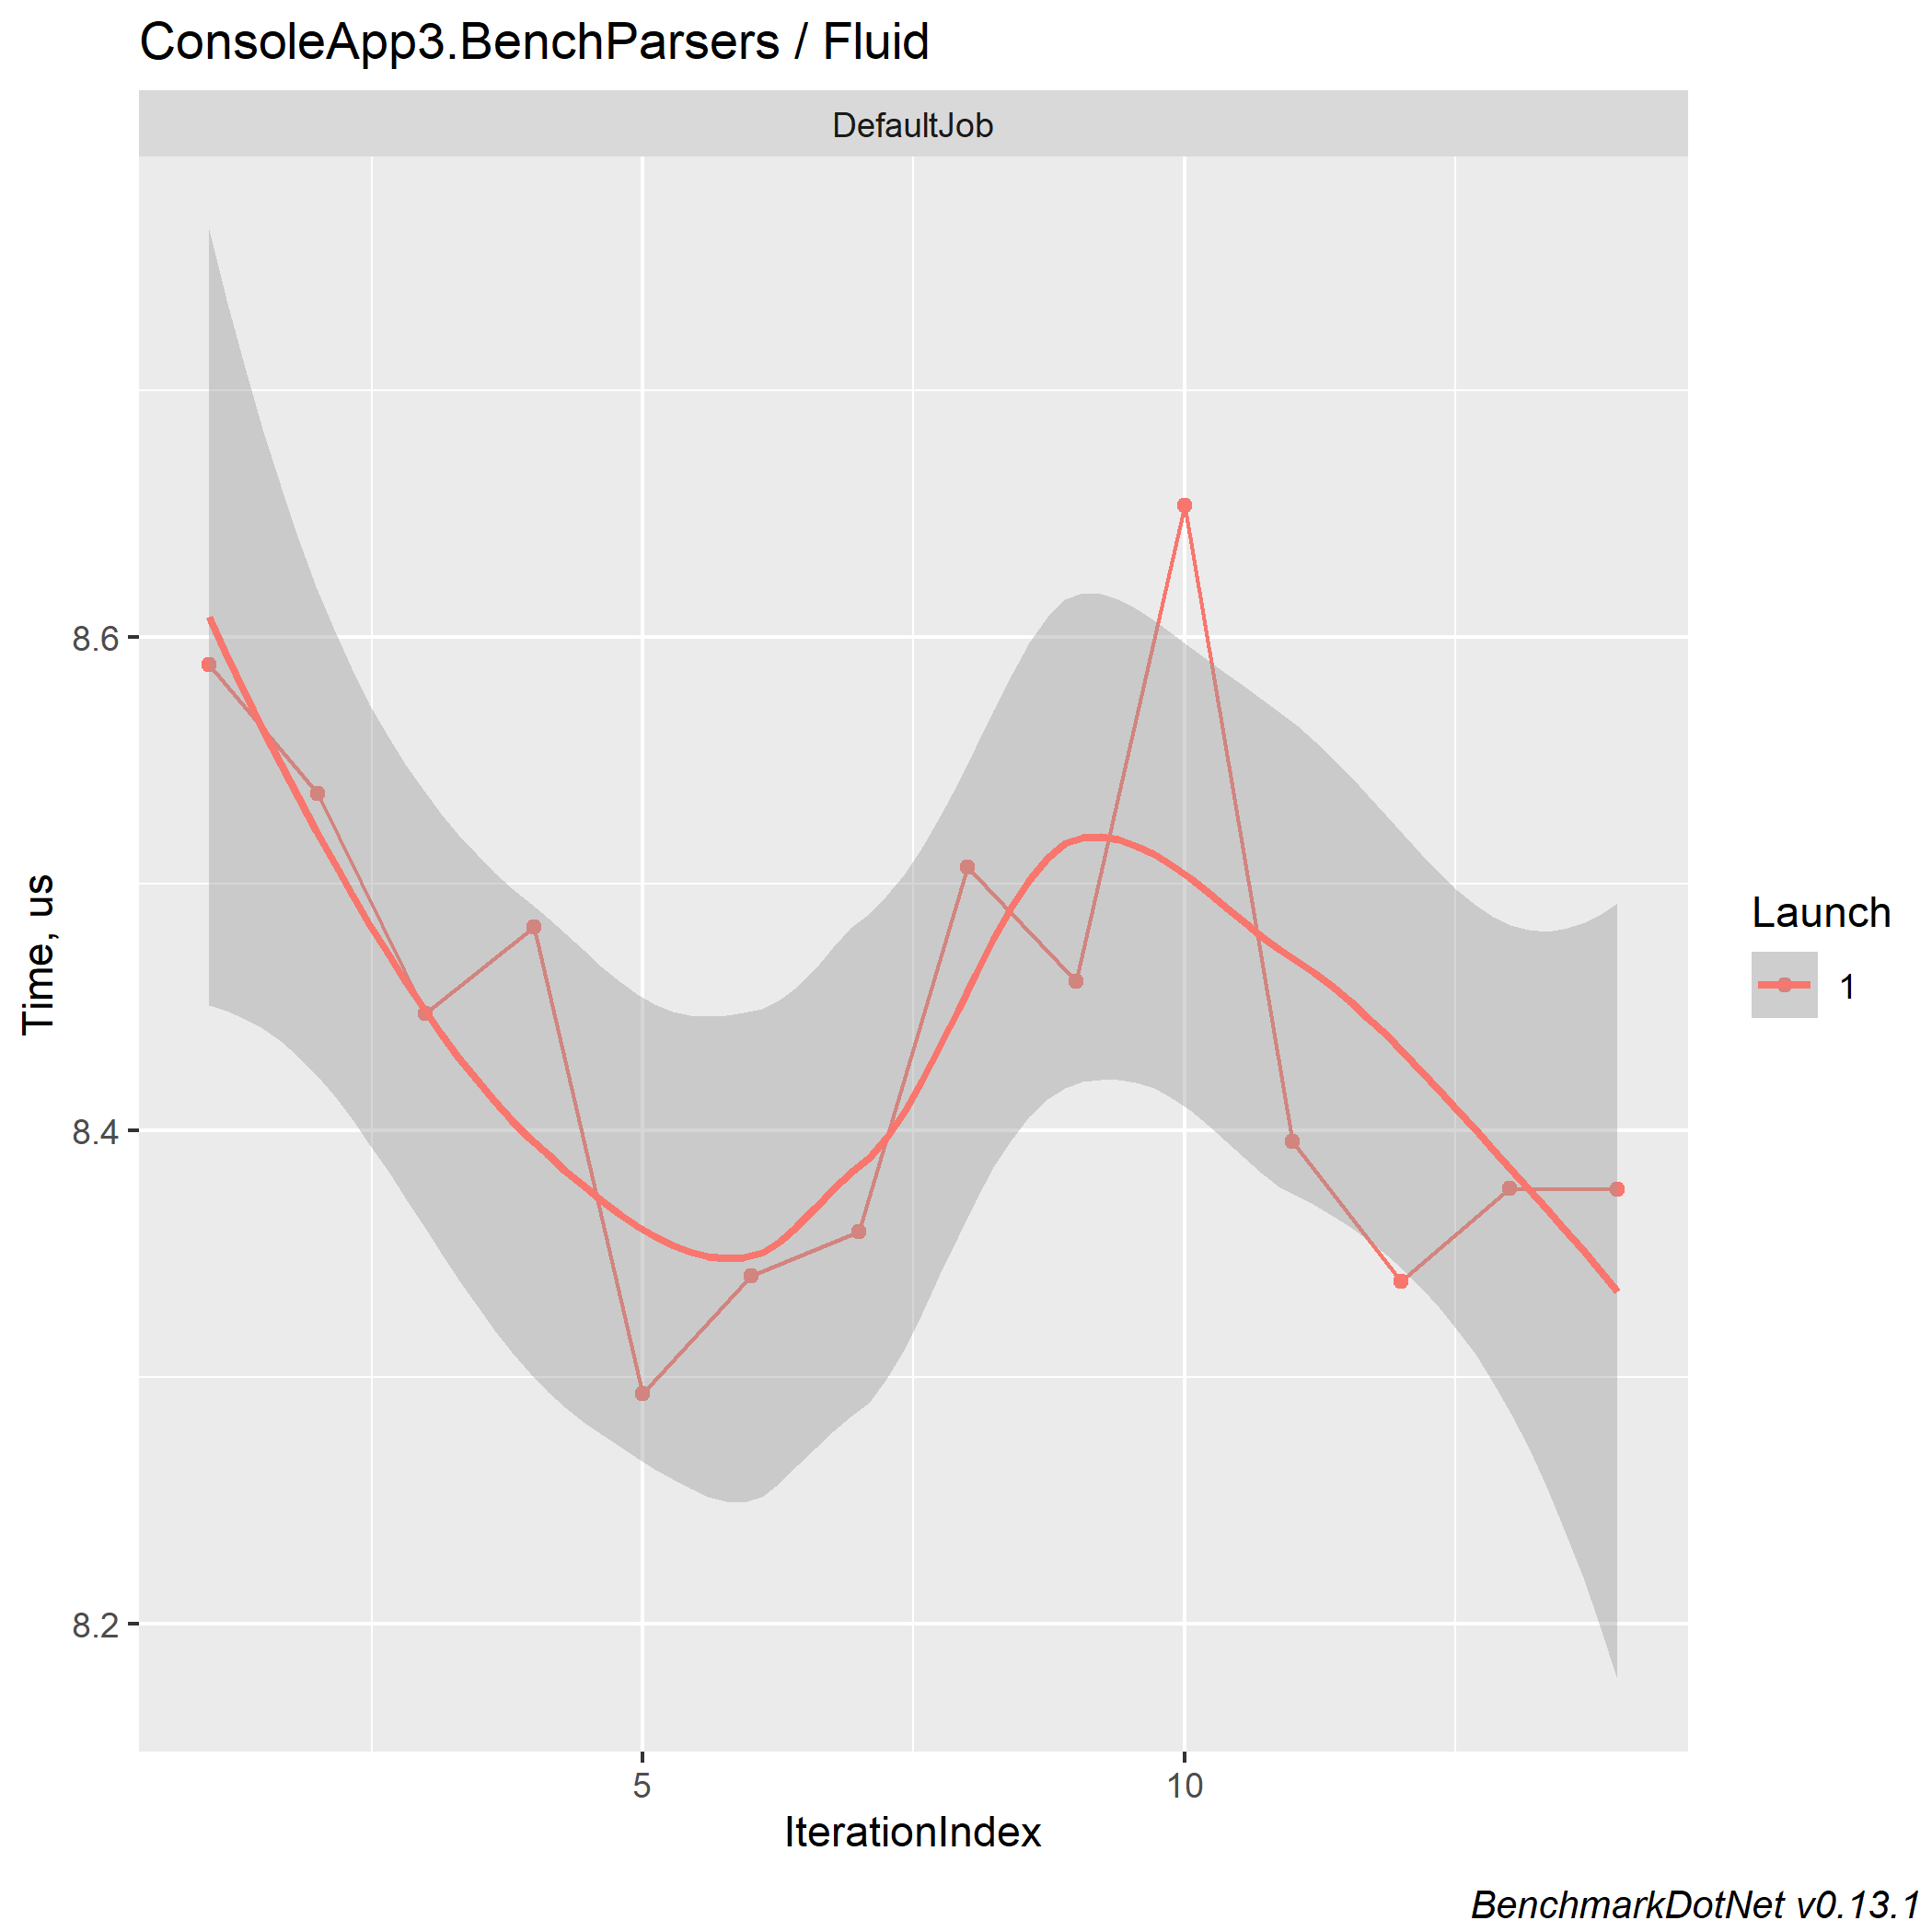 ConsoleApp3.BenchParsers / Fluid
DefaultJob
Time, us
8.6
8.4
8.2
5
10
IterationIndex
Launch
1
BenchmarkDotNet v0.13.1